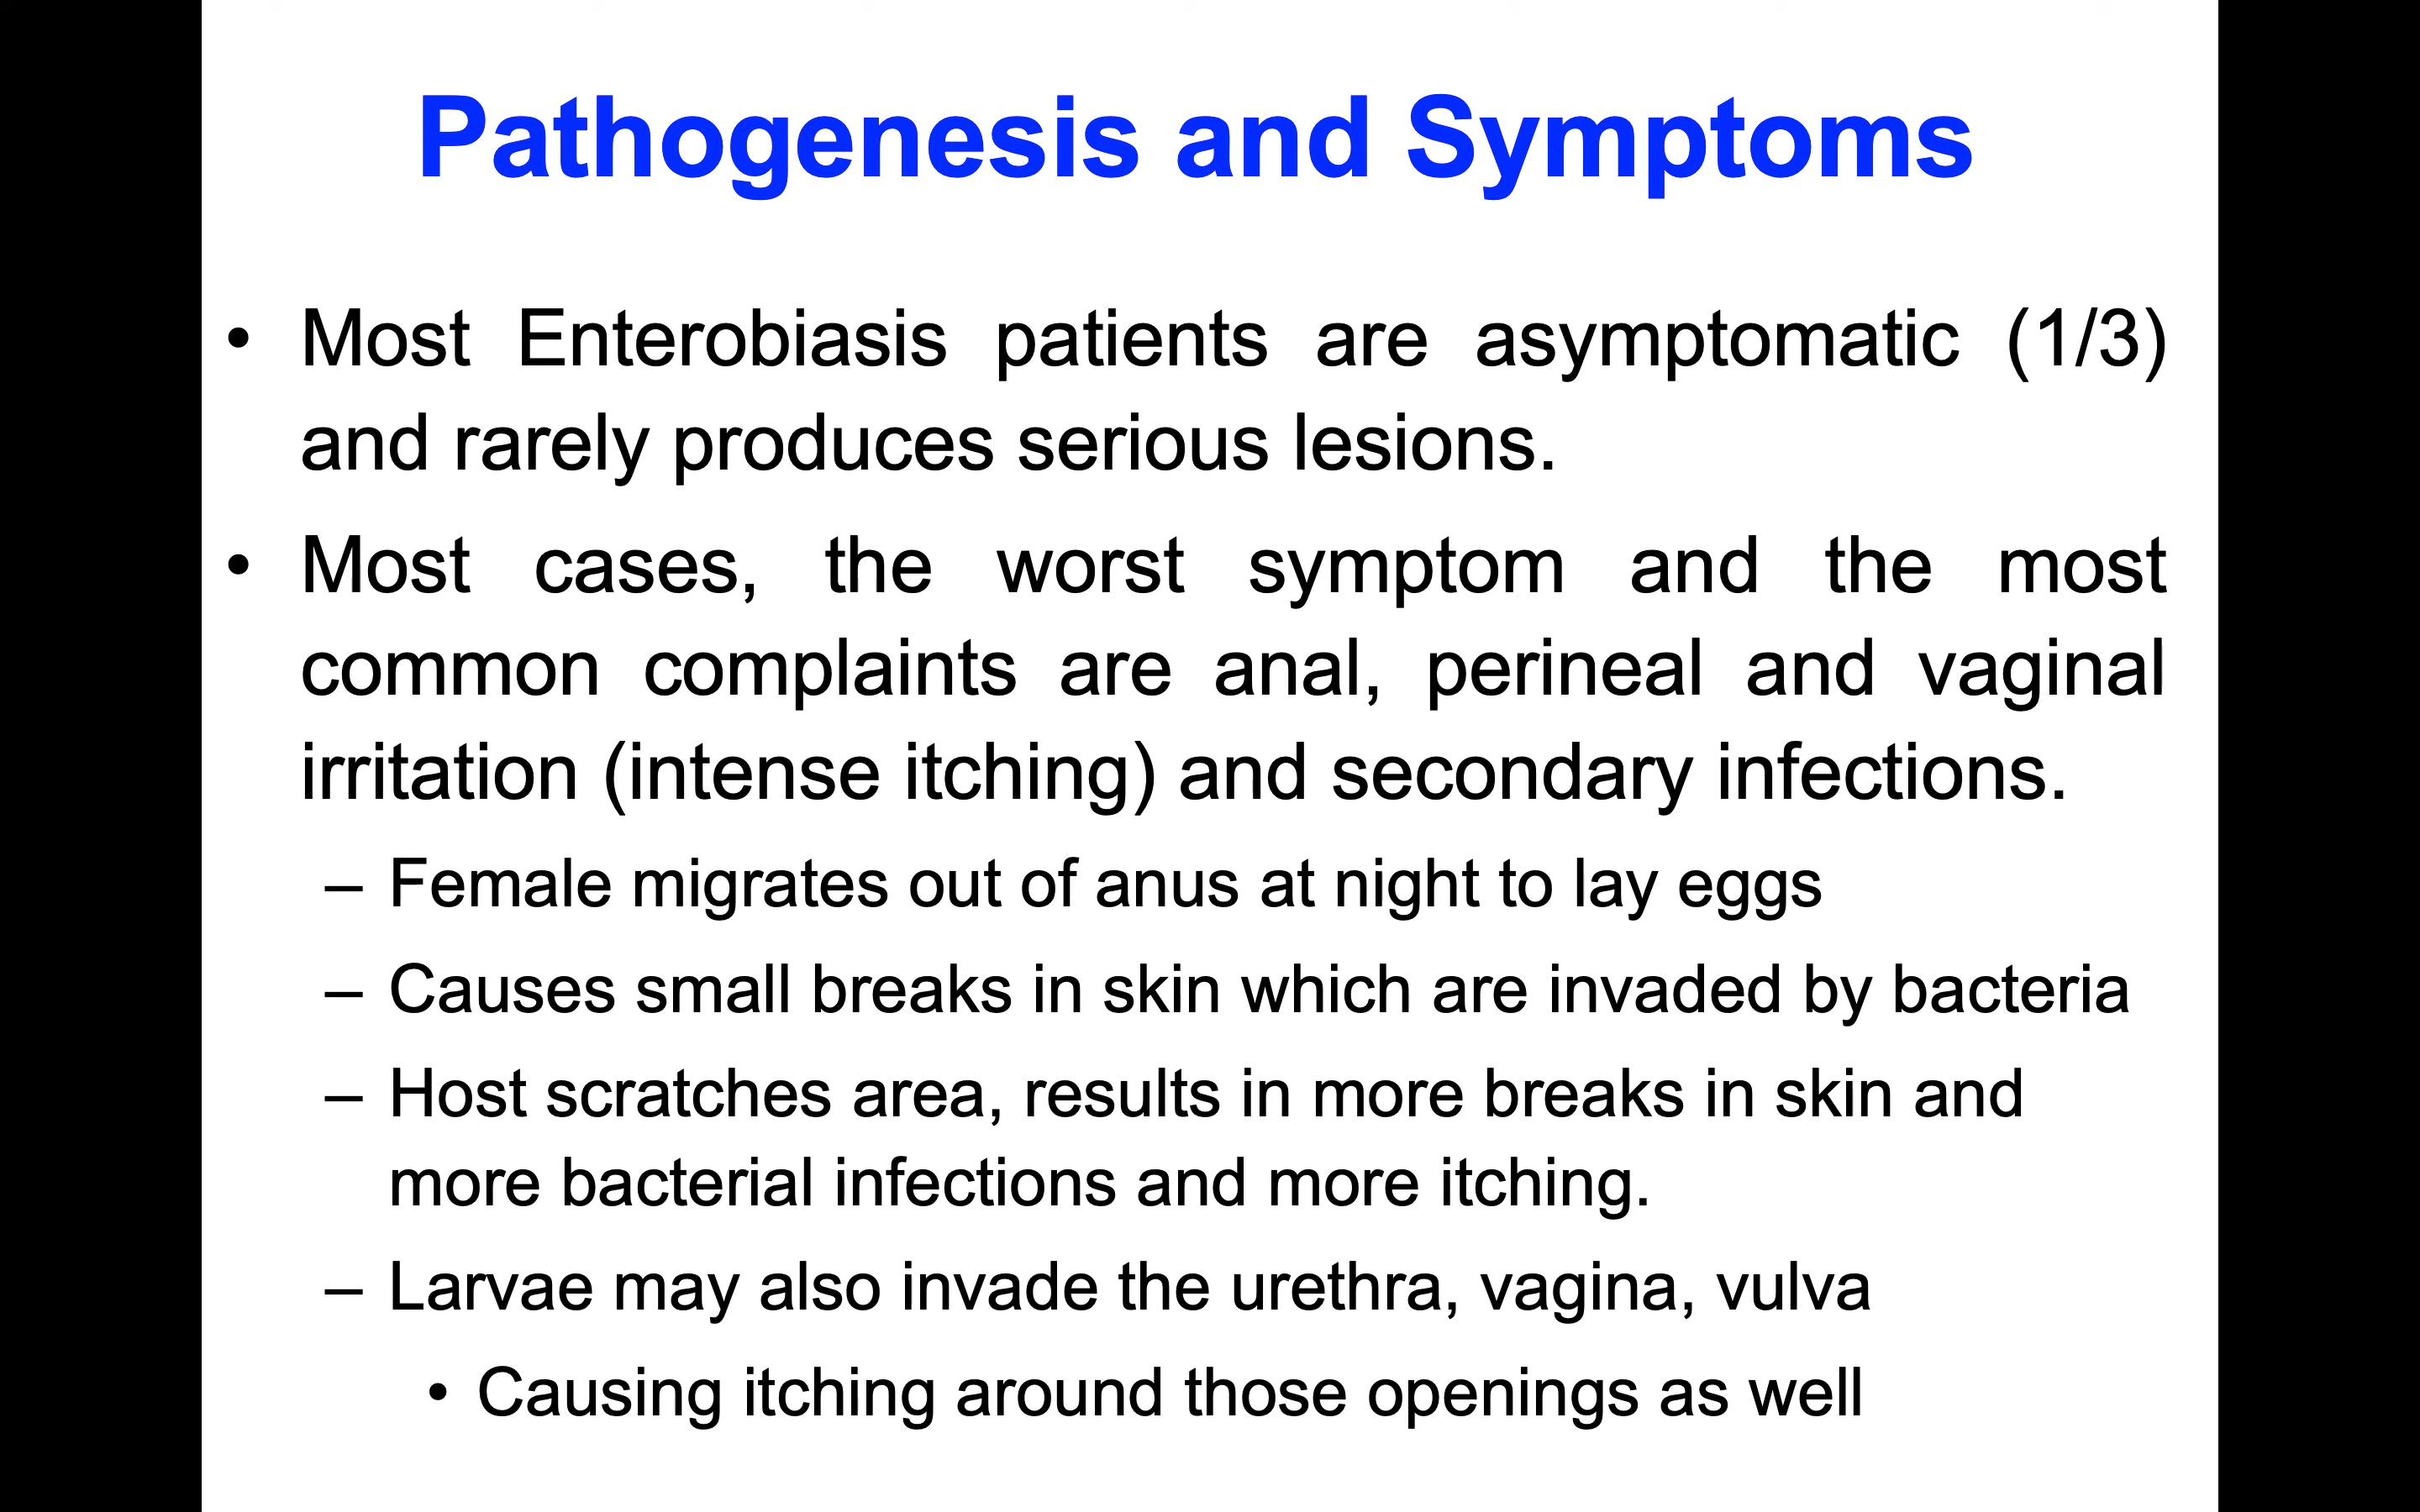 Pathogenesis and Symptoms
• Most Enterobiasis patients are asymptomatic (1/3)
and rarely produces serious lesions.
• Most cases, the worst symptom and the most
common complaints are anal, perineal and vaginal
irritation (intense itching) and secondary infections.
– Female migrates out of anus at night to lay eggs
– Causes small breaks in skin which are invaded by bacteria
– Host scratches area, results in more breaks in skin and
more bacterial infections and more itching.
– Larvae may also invade the urethra, vagina, vulva
• Causing itching around those openings as well